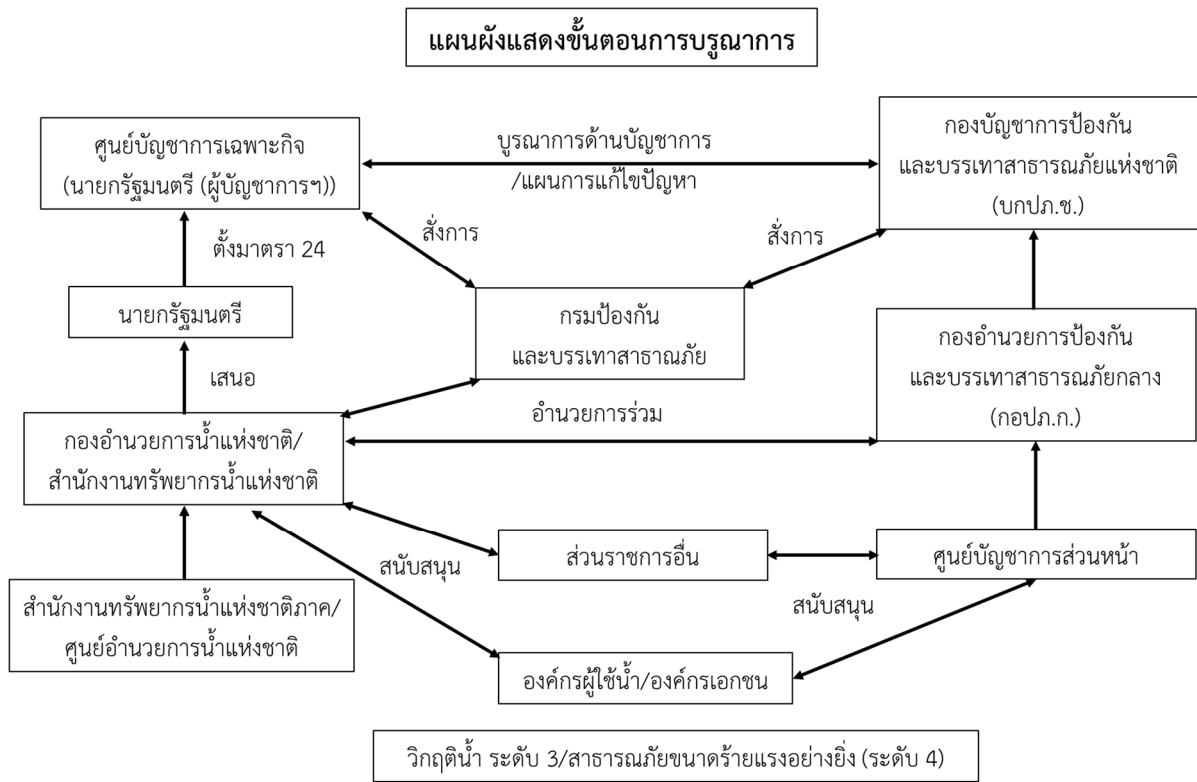 แผนผังแสดงขั้นตอนการบรูณาการ
ศูนย์บัญชาการเฉพาะกิจ
(นายกรัฐมนตรี (ผู้บัญชาการฯ))
บูรณาการด้านบัญชาการ
/แผนการแก้ไขปัญหา
กองบัญชาการป้องกัน
และบรรเทาสาธารณภัยแห่งชาติ
(บกปภ.ช.)
ตั้งมาตรา 24
สั่งการ
สั่งการ
นายกรัฐมนตรี
กรมป้องกัน
และบรรเทาสาธาณภัย
กองอำนวยการป้องกัน
และบรรเทาสาธารณภัยกลาง
(กอปภ.ก.)
เสนอ
อำนวยการร่วม
กองอำนวยการน้ำแห่งชาติ/
สำนักงานทรัพยากรน้ำแห่งชาติ
สนับสนุน
ส่วนราชการอื่น
ศูนย์บัญชาการส่วนหน้า
สำนักงานทรัพยากรน้ำแห่งชาติภาค/
ศูนย์อำนวยการน้ำแห่งชาติ
สนับสนุน
องค์กรผู้ใช้น้ำ/องค์กรเอกชน
วิกฤติน้ำ ระดับ 3/สาธารณภัยขนาดร้ายแรงอย่างยิ่ง (ระดับ 4)